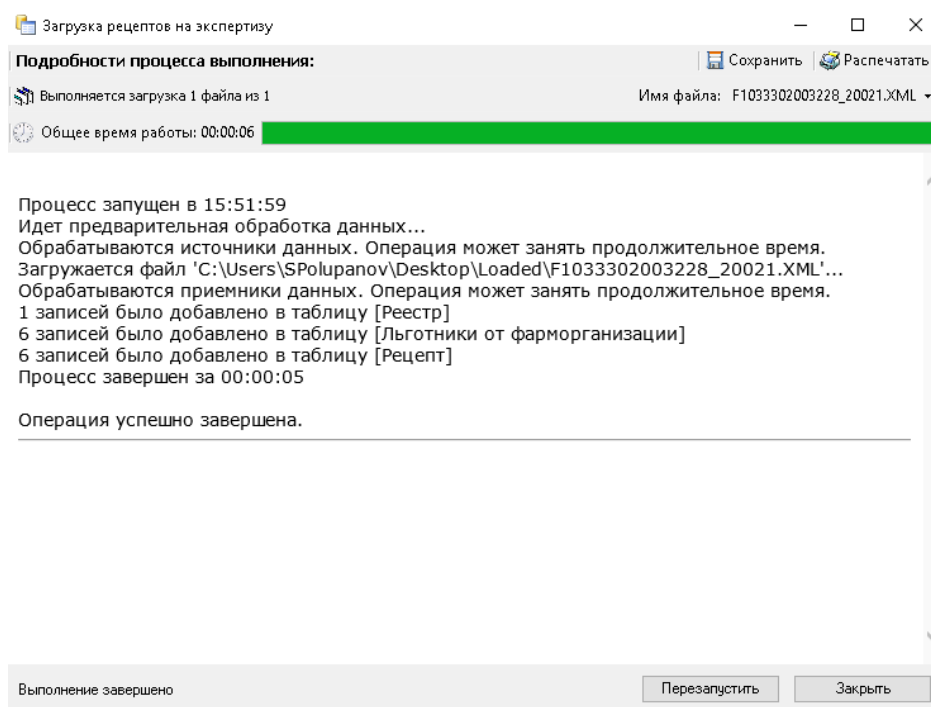 Загрузка рецептов на экспертизу
Подробности процесса выполнения: Сохранить Распечатать
Выполняется загрузка 1 файла из 1 Имя файла: F1033302003228_20021.XML
Общее время работы: 00:00:06
Процесс запущен в 15:51:59
Идет предварительная обработка данных...
Обрабатываются источники данных. Операция может занять продолжительное время.
Загружается файл 'C:\Users\SPolupanov\Desktop\Loaded\F1033302003228_20021.XML'...
Обрабатываются приемники данных. Операция может занять продолжительное время.
1 записей было добавлено в таблицу [Реестр]
6 записей было добавлено в таблицу [Льготники от фарморганизации]
6 записей было добавлено в таблицу [Рецепт]
Процесс завершен за 00:00:05
Операция успешно завершена.
Выполнение завершено Перезапустить Закрыть